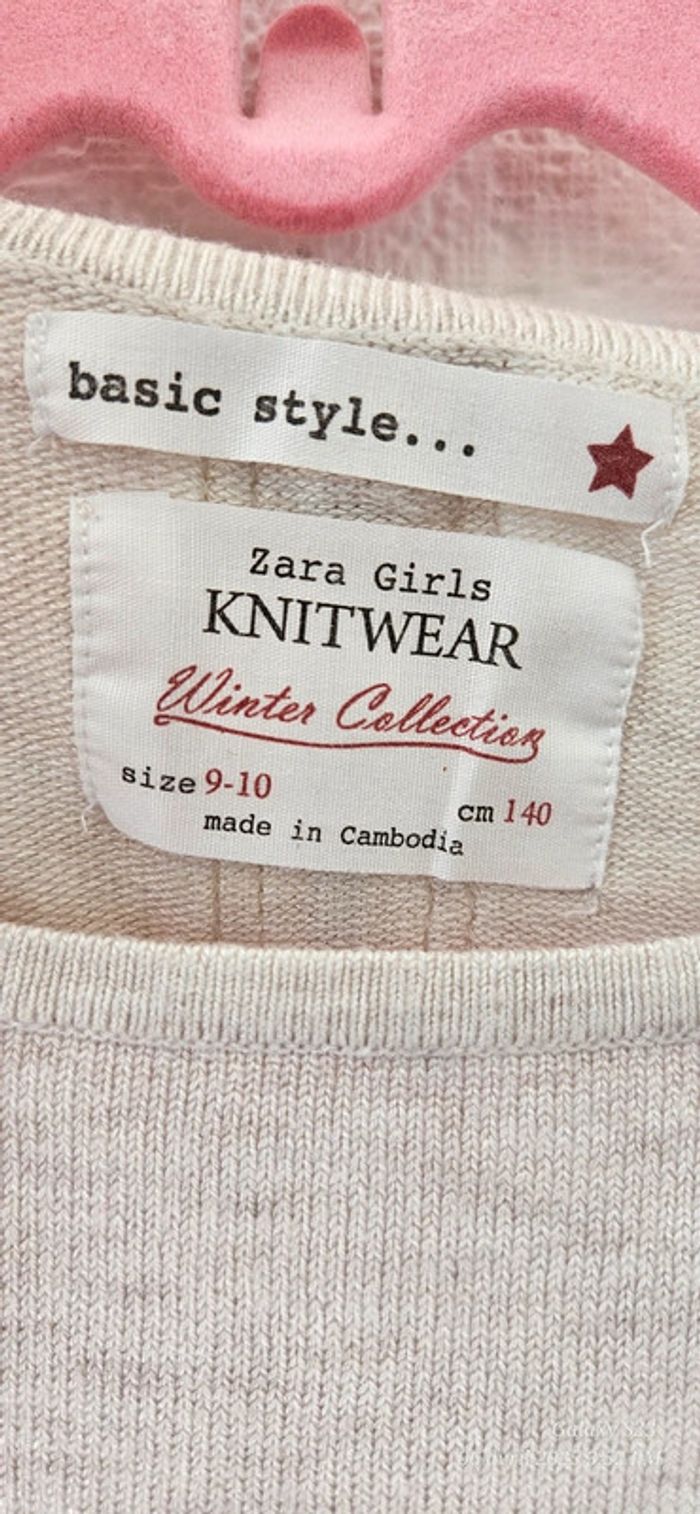 basic style...
Zara Girls
KNITWEAR
Winter Collection
size 9-10
cm 140
made in Cambodia